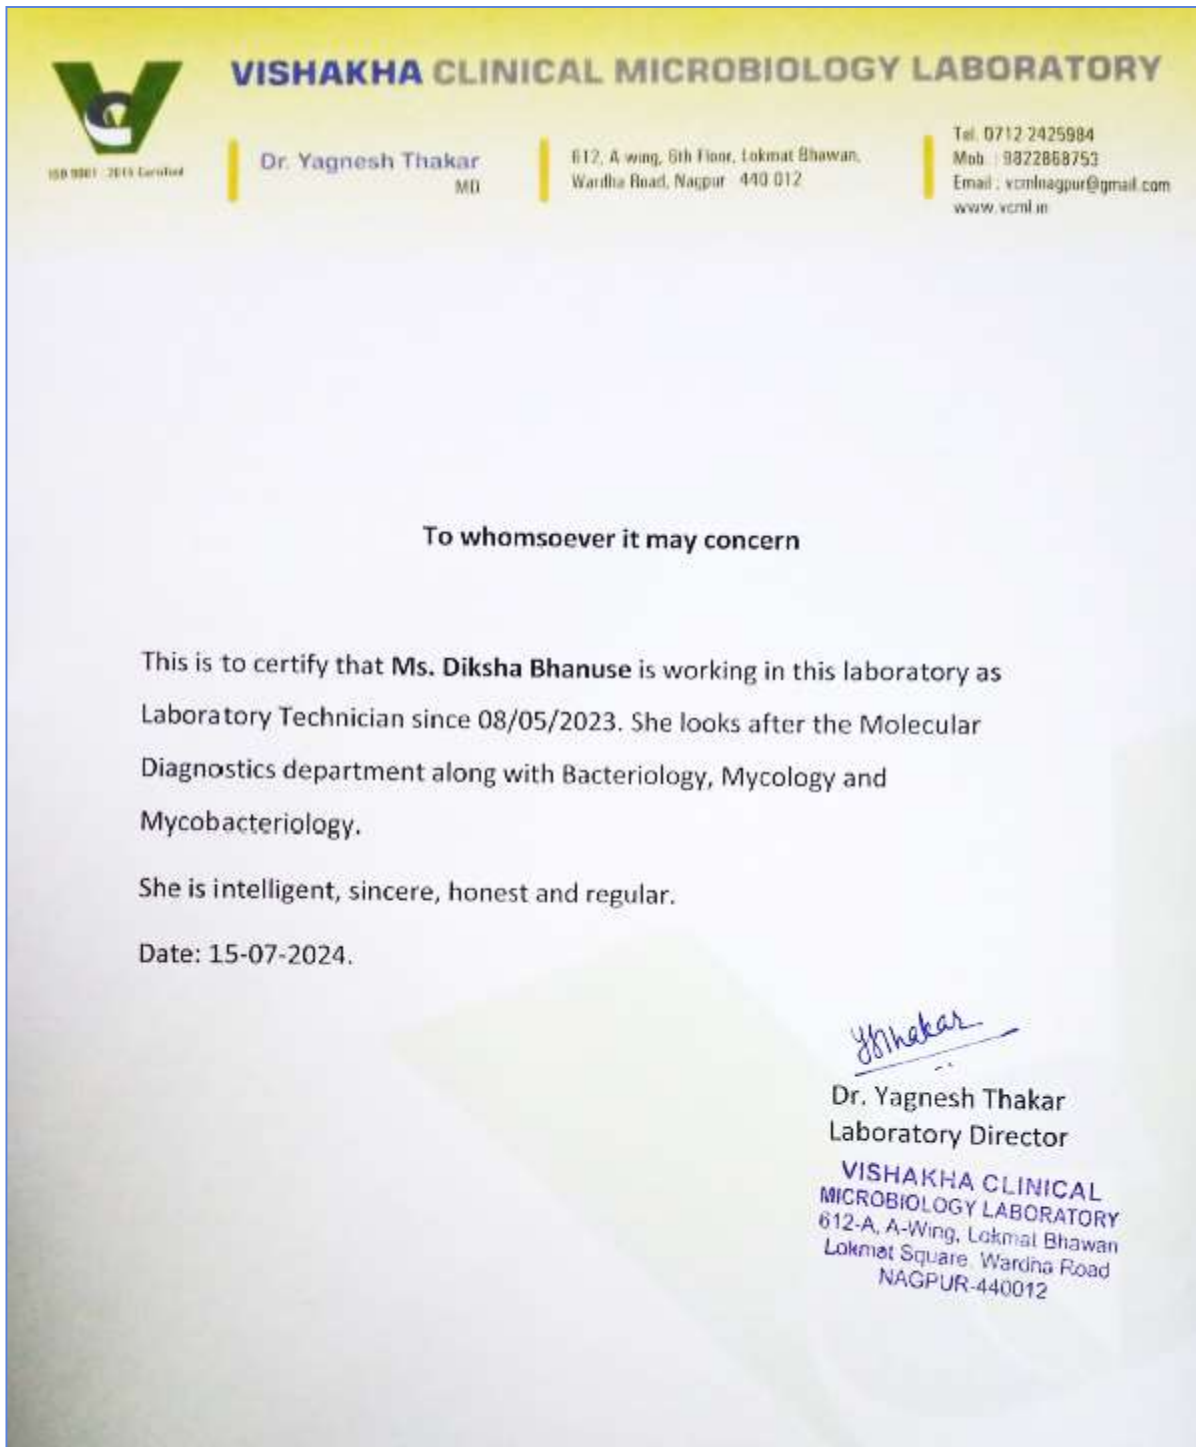 VISHAKHA CLINICAL MICROBIOLOGY LABORATORY
ISO 9001 : 2015 Certified
Dr. Yagnesh Thakar
MD
612, A wing, 6th Floor, Lokmat Bhawan,
Wardha Road, Nagpur 440 012
Tel. 0712 2425984
Mob : 9822868753
Email : vcmlnagpur@gmail.com
www.vcml.in
To whomsoever it may concern
This is to certify that Ms. Diksha Bhanuse is working in this laboratory as
Laboratory Technician since 08/05/2023. She looks after the Molecular
Diagnostics department along with Bacteriology, Mycology and
Mycobacteriology.
She is intelligent, sincere, honest and regular.
Date: 15-07-2024.
Dr. Yagnesh Thakar
Laboratory Director
VISHAKHA CLINICAL
MICROBIOLOGY LABORATORY
612-A, A-Wing, Lokmat Bhawan
Lokmat Square, Wardha Road
NAGPUR-440012